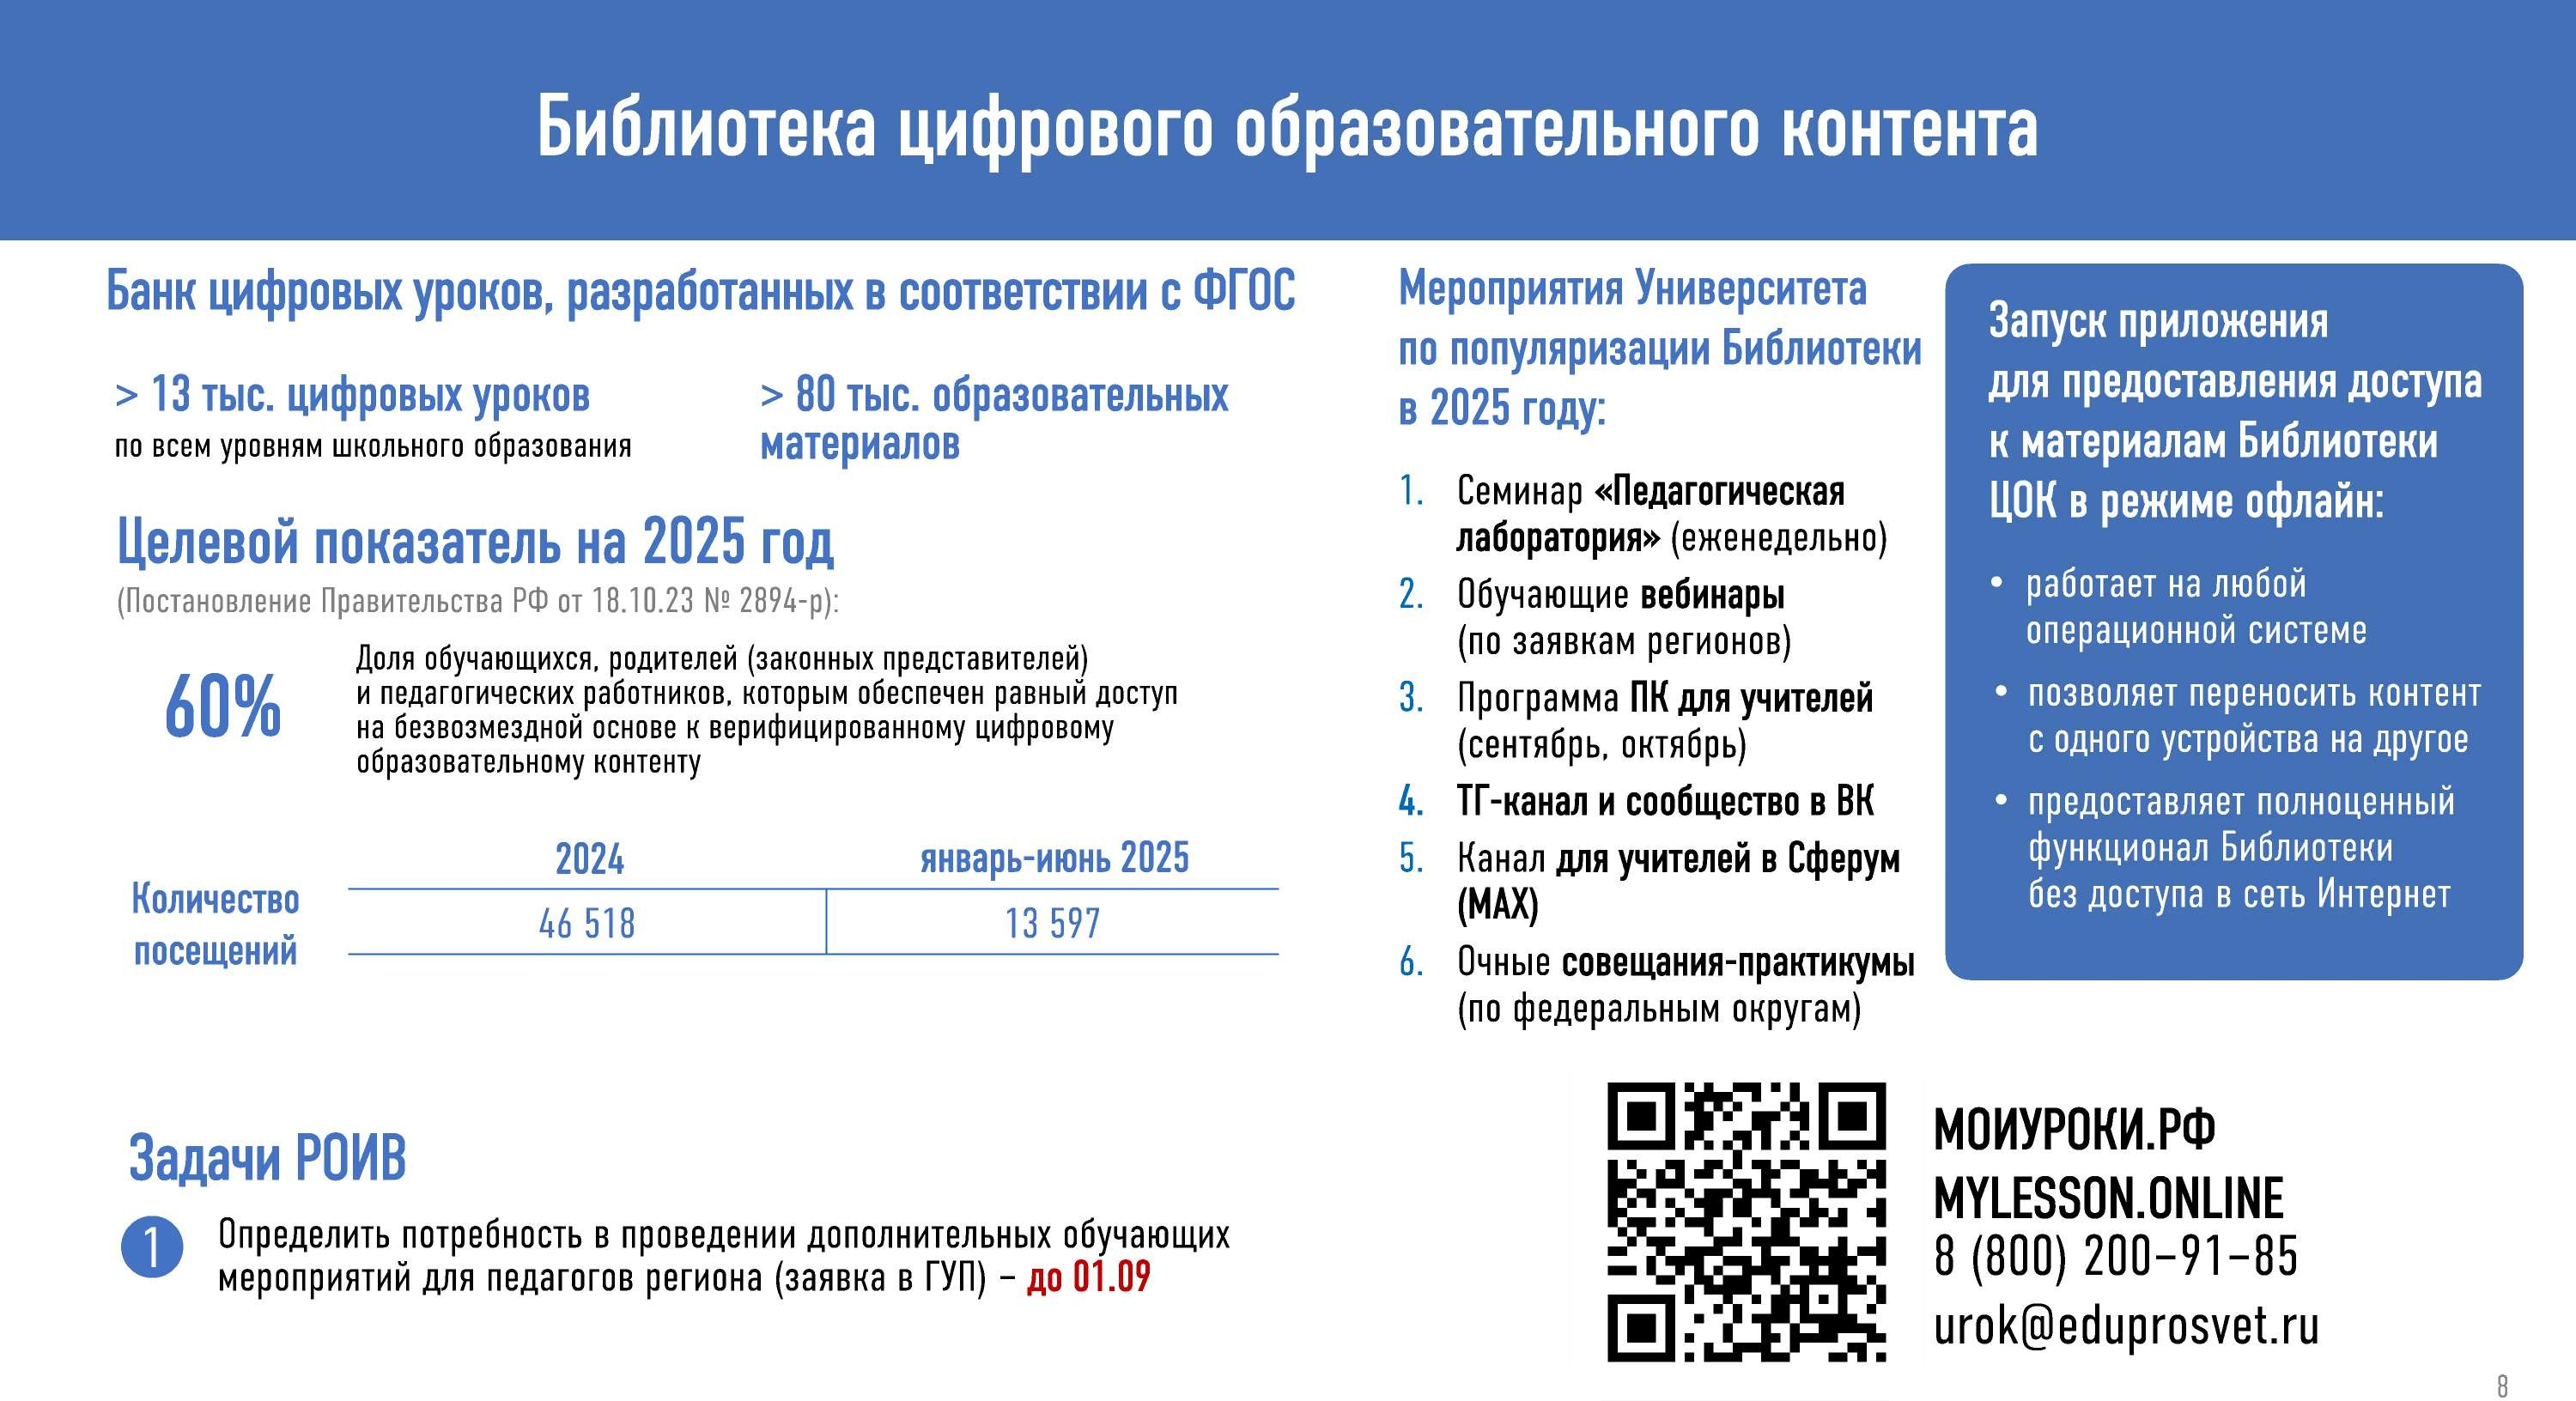 Библиотека цифрового образовательного контента
Банк цифровых уроков, разработанных в соответствии с ФГОС
> 13 тыс. цифровых уроков
по всем уровням школьного образования
> 80 тыс. образовательных
материалов
Целевой показатель на 2025 год
(Постановление Правительства РФ от 18.10.23 № 2894-р):
60%
Доля обучающихся, родителей (законных представителей)
и педагогических работников, которым обеспечен равный доступ
на безвозмездной основе к верифицированному цифровому
образовательному контенту
2024
январь-июнь 2025
Количество
посещений
46 518
13 597
Задачи РОИВ
1
Определить потребность в проведении дополнительных обучающих
мероприятий для педагогов региона (заявка в ГУП) – до 01.09
Мероприятия Университета
по популяризации Библиотеки
в 2025 году:
1. Семинар «Педагогическая
лаборатория» (еженедельно)
2. Обучающие вебинары
(по заявкам регионов)
3. Программа ПК для учителей
(сентябрь, октябрь)
4. ТГ-канал и сообщество в ВК
5. Канал для учителей в Сферум
(MAX)
6. Очные совещания-практикумы
(по федеральным округам)
Запуск приложения
для предоставления доступа
к материалам Библиотеки
ЦОК в режиме офлайн:
• работает на любой
операционной системе
• позволяет переносить контент
с одного устройства на другое
• предоставляет полноценный
функционал Библиотеки
без доступа в сеть Интернет
МОИУРОКИ.РФ
MYLESSON.ONLINE
8 (800) 200–91–85
urok@eduprosvet.ru
8